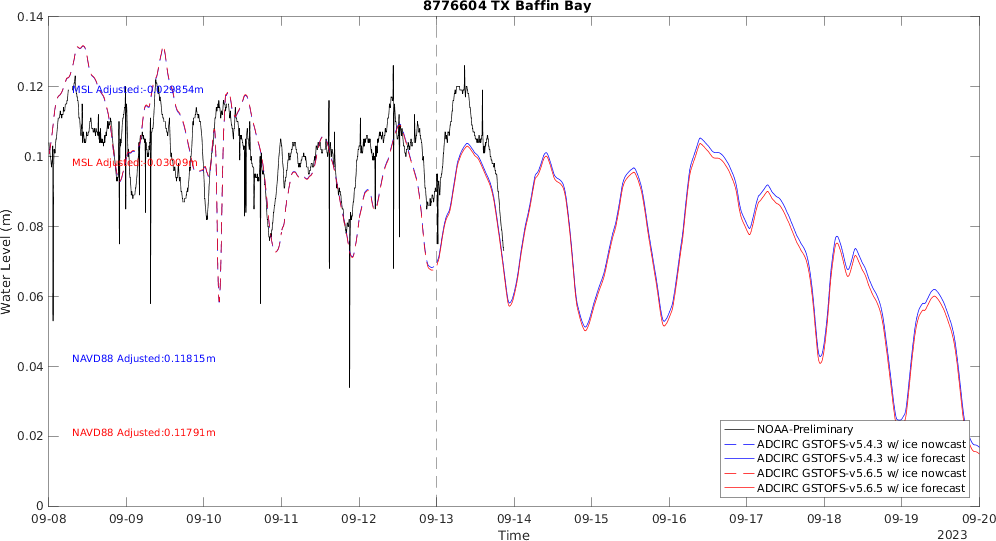 8776604 TX Baffin Bay
0.14
0.12
0.1
0.08
0.06
0.04
0.02
0
Water Level (m)
MSL Adjusted:-0.029854m
MSL Adjusted:-0.03009m
NAVD88 Adjusted:0.11815m
NAVD88 Adjusted:0.11791m
NOAA-Preliminary
ADCIRC GSTOFS-v5.4.3 w/ ice nowcast
ADCIRC GSTOFS-v5.4.3 w/ ice forecast
ADCIRC GSTOFS-v5.6.5 w/ ice nowcast
ADCIRC GSTOFS-v5.6.5 w/ ice forecast
09-08 09-09 09-10 09-11 09-12 09-13 09-14 09-15 09-16 09-17 09-18 09-19 09-20
Time
2023